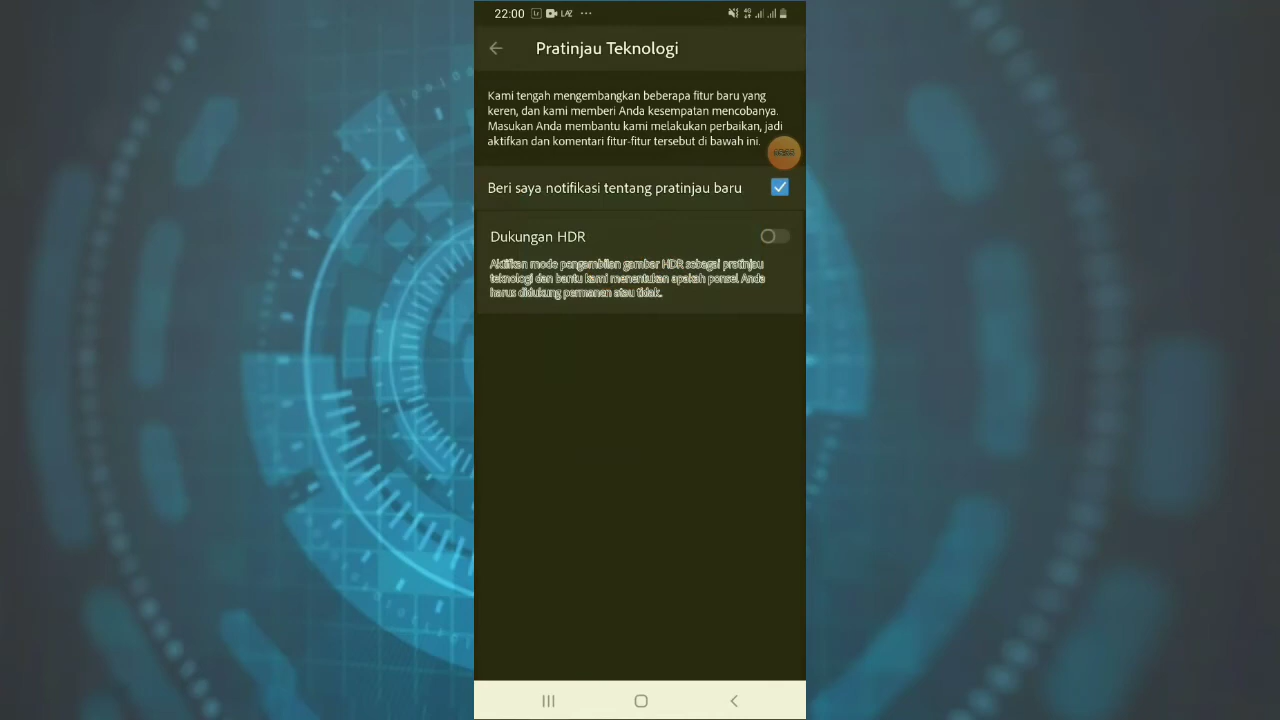 22:00 Lr LAZ ...
Pratinjau Teknologi
Kami tengah mengembangkan beberapa fitur baru yang
keren, dan kami memberi Anda kesempatan mencobanya.
Masukan Anda membantu kami melakukan perbaikan, jadi
aktifkan dan komentari fitur-fitur tersebut di bawah ini.
Beri saya notifikasi tentang pratinjau baru
Dukungan HDR
Aktifkan mode pengambilan gambar HDR sebagai pratinjau
teknologi dan bantu kami menentukan apakah ponsel Anda
harus didukung permanen atau tidak.